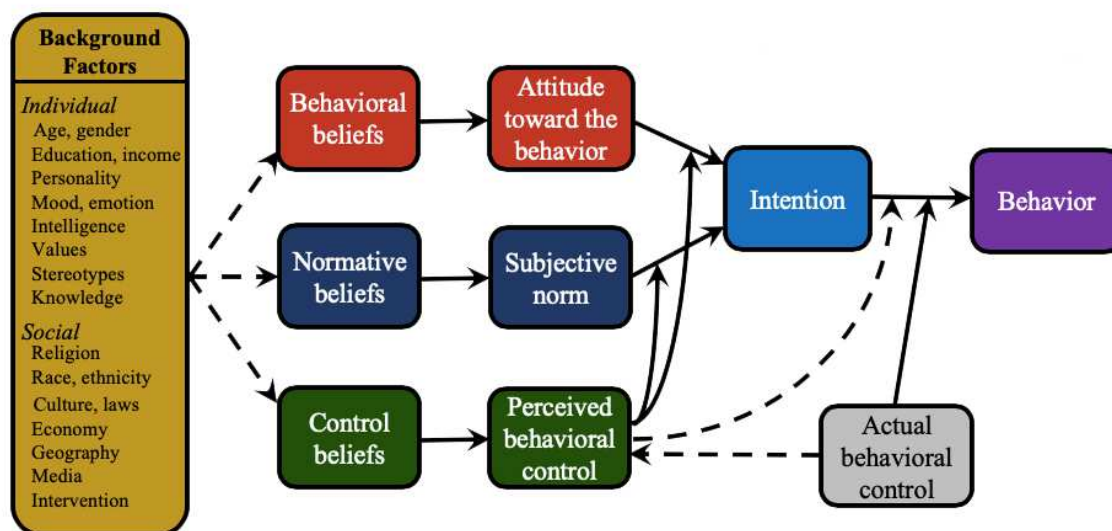 Background
Factors
Individual
Age, gender
Education, income
Personality
Mood, emotion
Intelligence
Values
Stereotypes
Knowledge
Social
Religion
Race, ethnicity
Culture, laws
Economy
Geography
Media
Intervention
Behavioral
beliefs
Attitude
toward the
behavior
Normative
beliefs
Subjective
norm
Control
beliefs
Perceived
behavioral
control
Intention
Behavior
Actual
behavioral
control